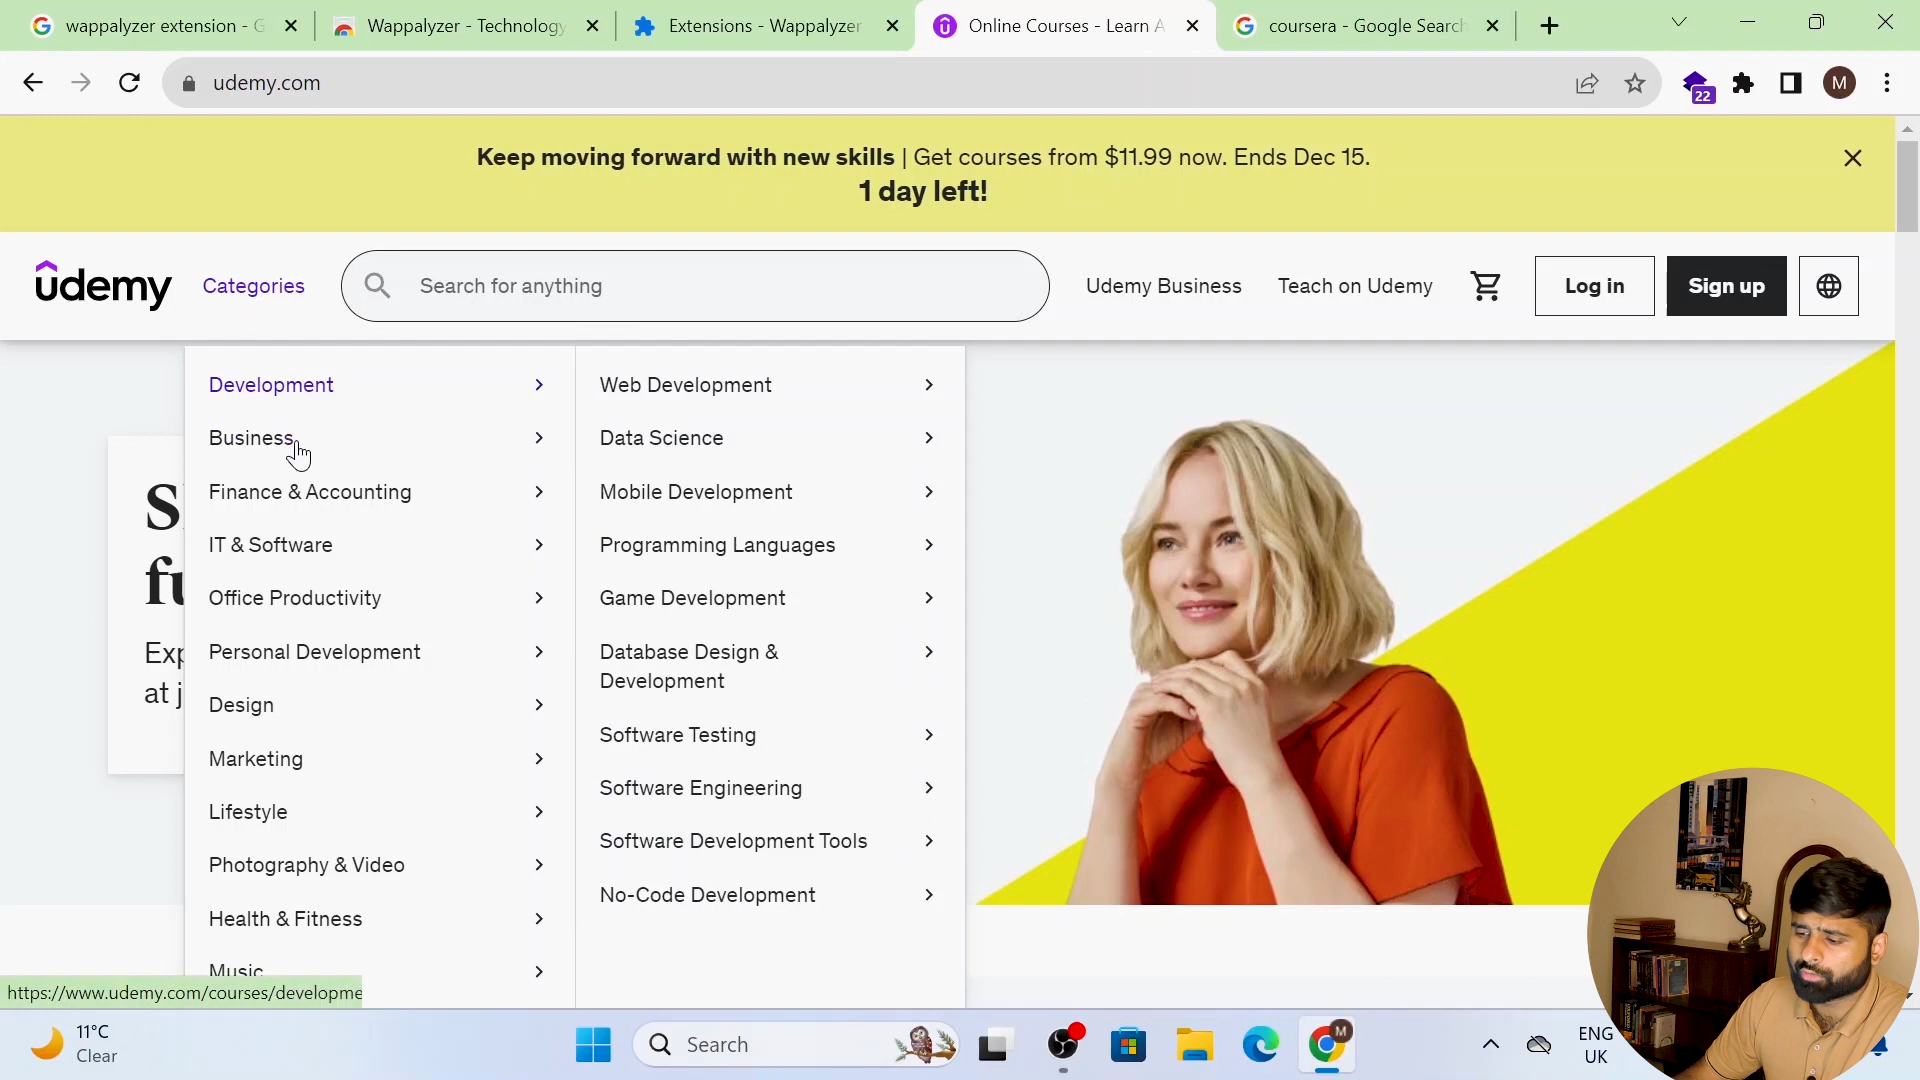 wappalyzer extension - G
Wappalyzer - Technology
Extensions - Wappalyzer
Online Courses - Learn A
coursera - Google Search
udemy.com
22
M
Keep moving forward with new skills | Get courses from $11.99 now. Ends Dec 15.
1 day left!
udemy
Categories
Search for anything
Udemy Business
Teach on Udemy
Log in
Sign up
Development
Business
Finance & Accounting
IT & Software
Office Productivity
Personal Development
Design
Marketing
Lifestyle
Photography & Video
Health & Fitness
Music
Web Development
Data Science
Mobile Development
Programming Languages
Game Development
Database Design &
Development
Software Testing
Software Engineering
Software Development Tools
No-Code Development
at j
https://www.udemy.com/courses/developme
11°C
Clear
Search
M
ENG
UK